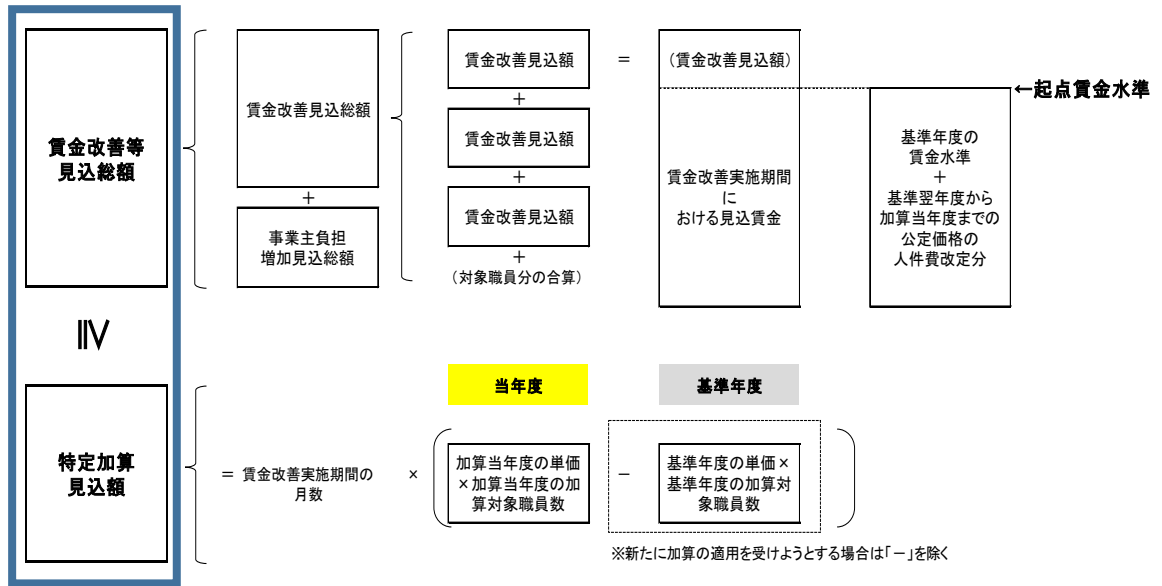 賃金改善等
見込総額
賃金改善見込総額
+
事業主負担
増加見込総額
賃金改善見込額
+
賃金改善見込額
+
賃金改善見込額
+
(対象職員分の合算)
=
(賃金改善見込額)
賃金改善実施期間
に
おける見込賃金
←起点賃金水準
基準年度の
賃金水準
+
基準翌年度から
加算当年度までの
公定価格の
人件費改定分
≧
当年度
基準年度
特定加算
見込額
= 賃金改善実施期間の
月数
×
加算当年度の単価
×加算当年度の加
算対象職員数
−
基準年度の単価×
基準年度の加算対
象職員数
※新たに加算の適用を受けようとする場合は「−」を除く